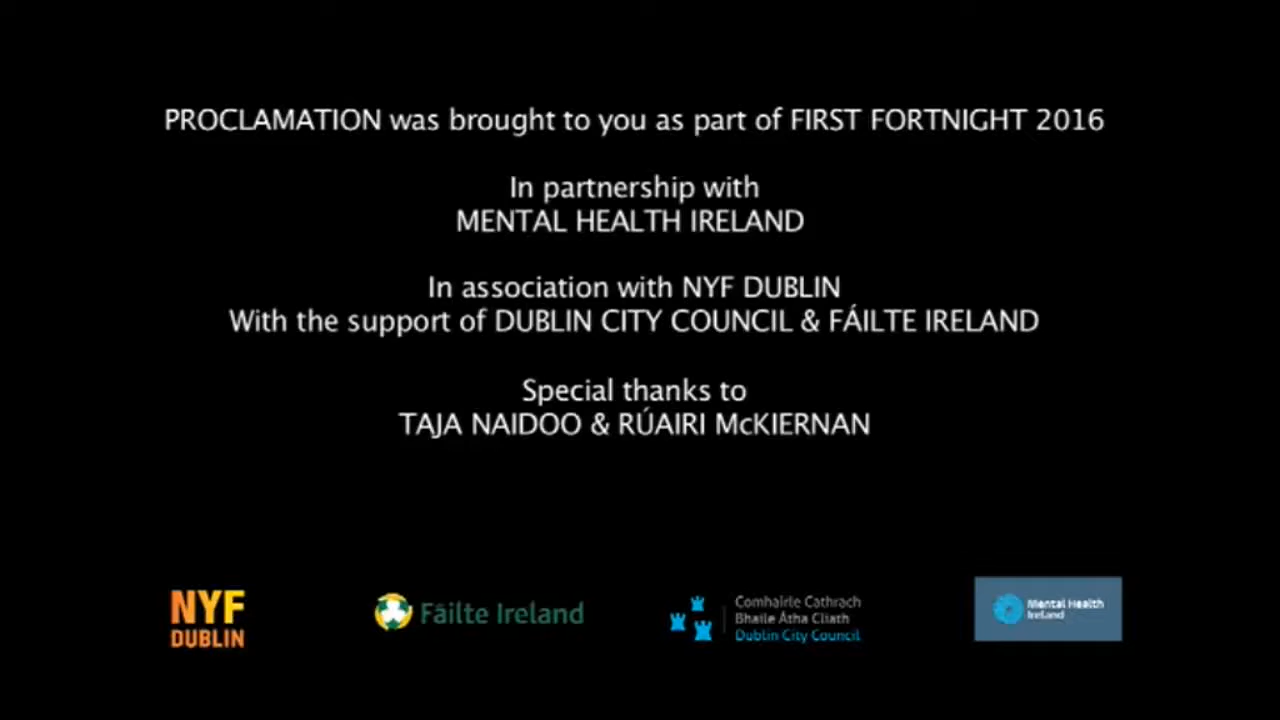 PROCLAMATION was brought to you as part of FIRST FORTNIGHT 2016
In partnership with
MENTAL HEALTH IRELAND
In association with NYF DUBLIN
With the support of DUBLIN CITY COUNCIL & FÁILTE IRELAND
Special thanks to
TAJA NAIDOO & RÚAIRI McKIERNAN
NYF
DUBLIN
Fáilte Ireland
Comhairle Cathrach
Bhaile Átha Cliath
Dublin City Council
Mental Health
Ireland